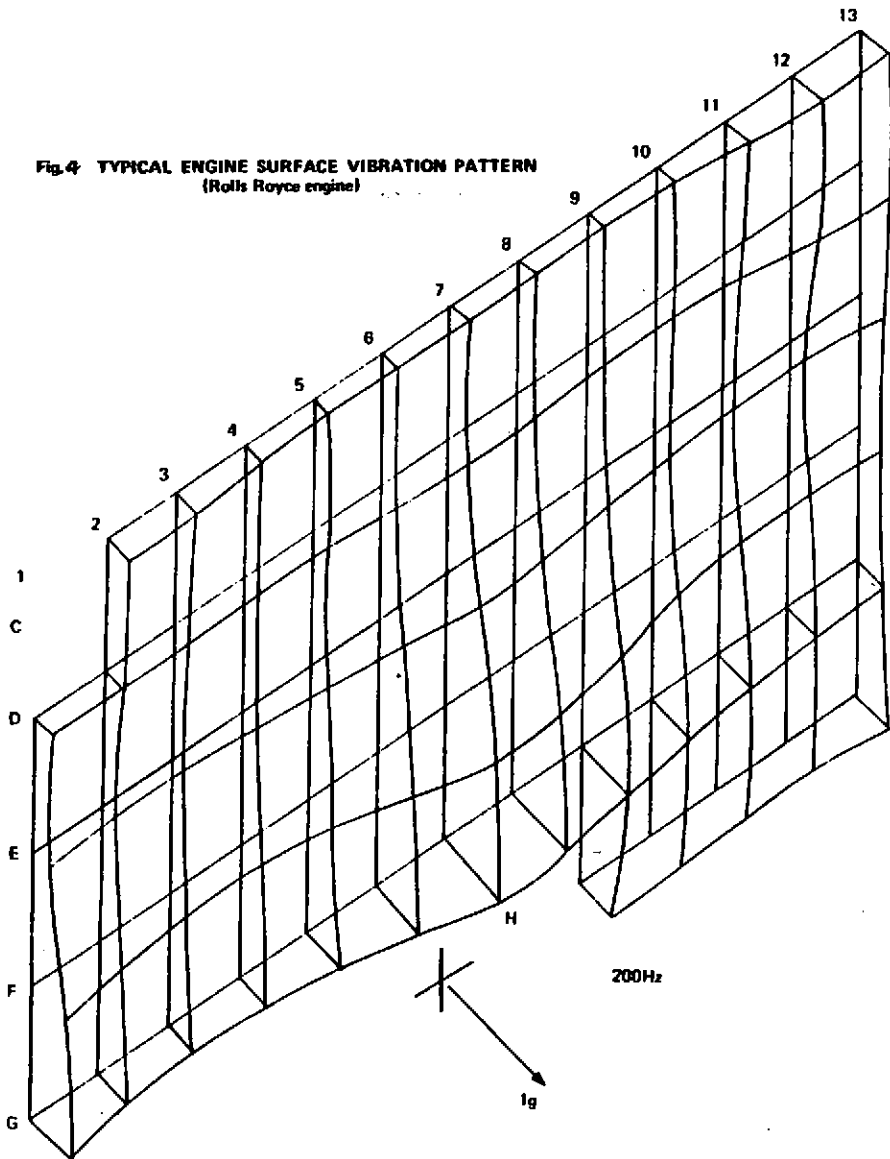 Fig.4 TYPICAL ENGINE SURFACE VIBRATION PATTERN
(Rolls Royce engine)
13
12
11
10
9
8
7
6
5
4
3
2
1
C
D
E
F
G
H
200Hz
1g